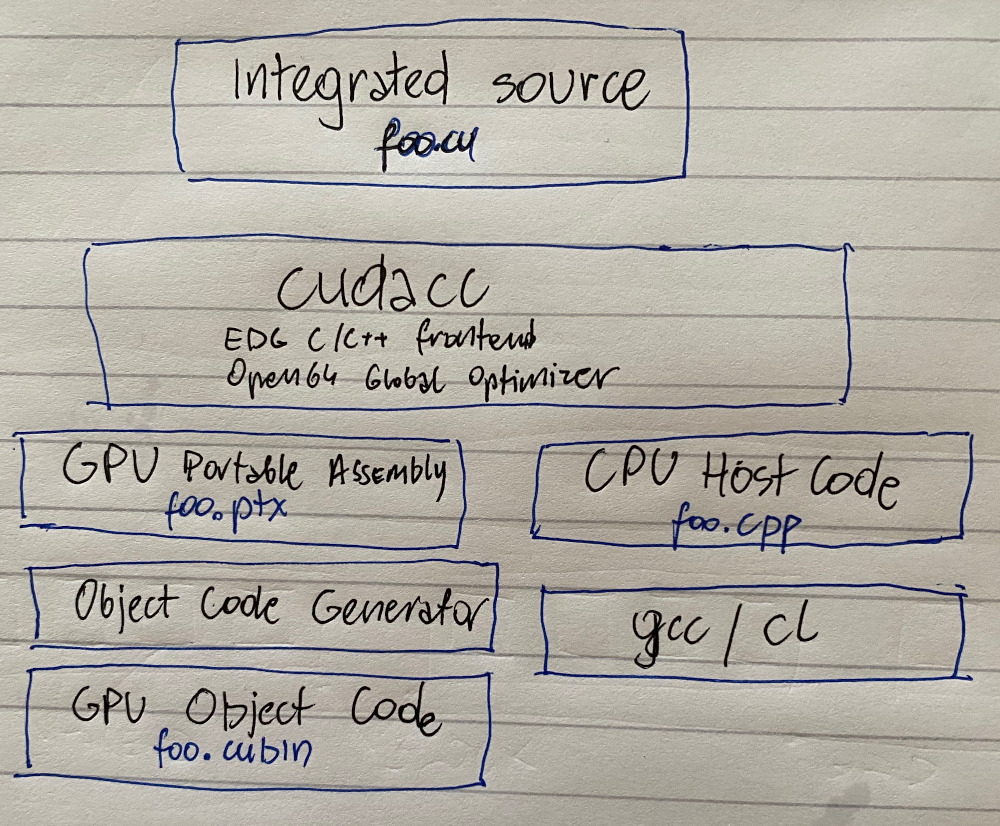 Integrated source
foo.cu
cudacc
EDG C/C++ frontend
Open64 Global Optimizer
GPU Portable Assembly
foo.ptx
CPU Host Code
foo.cpp
Object Code Generator
gcc / cl
GPU Object Code
foo.cubin